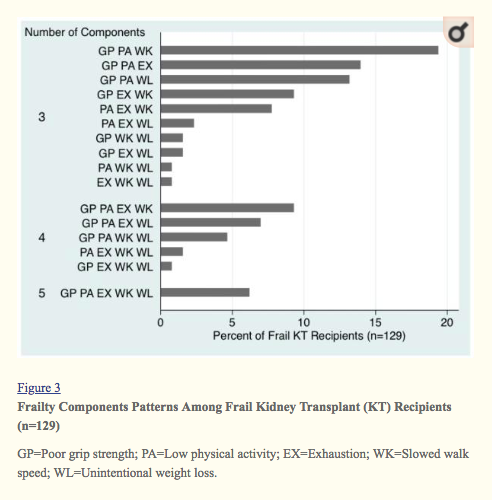 Number of Components
GP PA WK
GP PA EX
GP PA WL
GP EX WK
PA EX WK
3
PA EX WL
GP WK WL
GP EX WL
PA WK WL
EX WK WL
GP PA EX WK
GP PA EX WL
4
GP PA WK WL
PA EX WK WL
GP EX WK WL
5 GP PA EX WK WL
0 5 10 15 20
Percent of Frail KT Recipients (n=129)
Figure 3
Frailty Components Patterns Among Frail Kidney Transplant (KT) Recipients
(n=129)
GP=Poor grip strength; PA=Low physical activity; EX=Exhaustion; WK=Slowed walk
speed; WL=Unintentional weight loss.